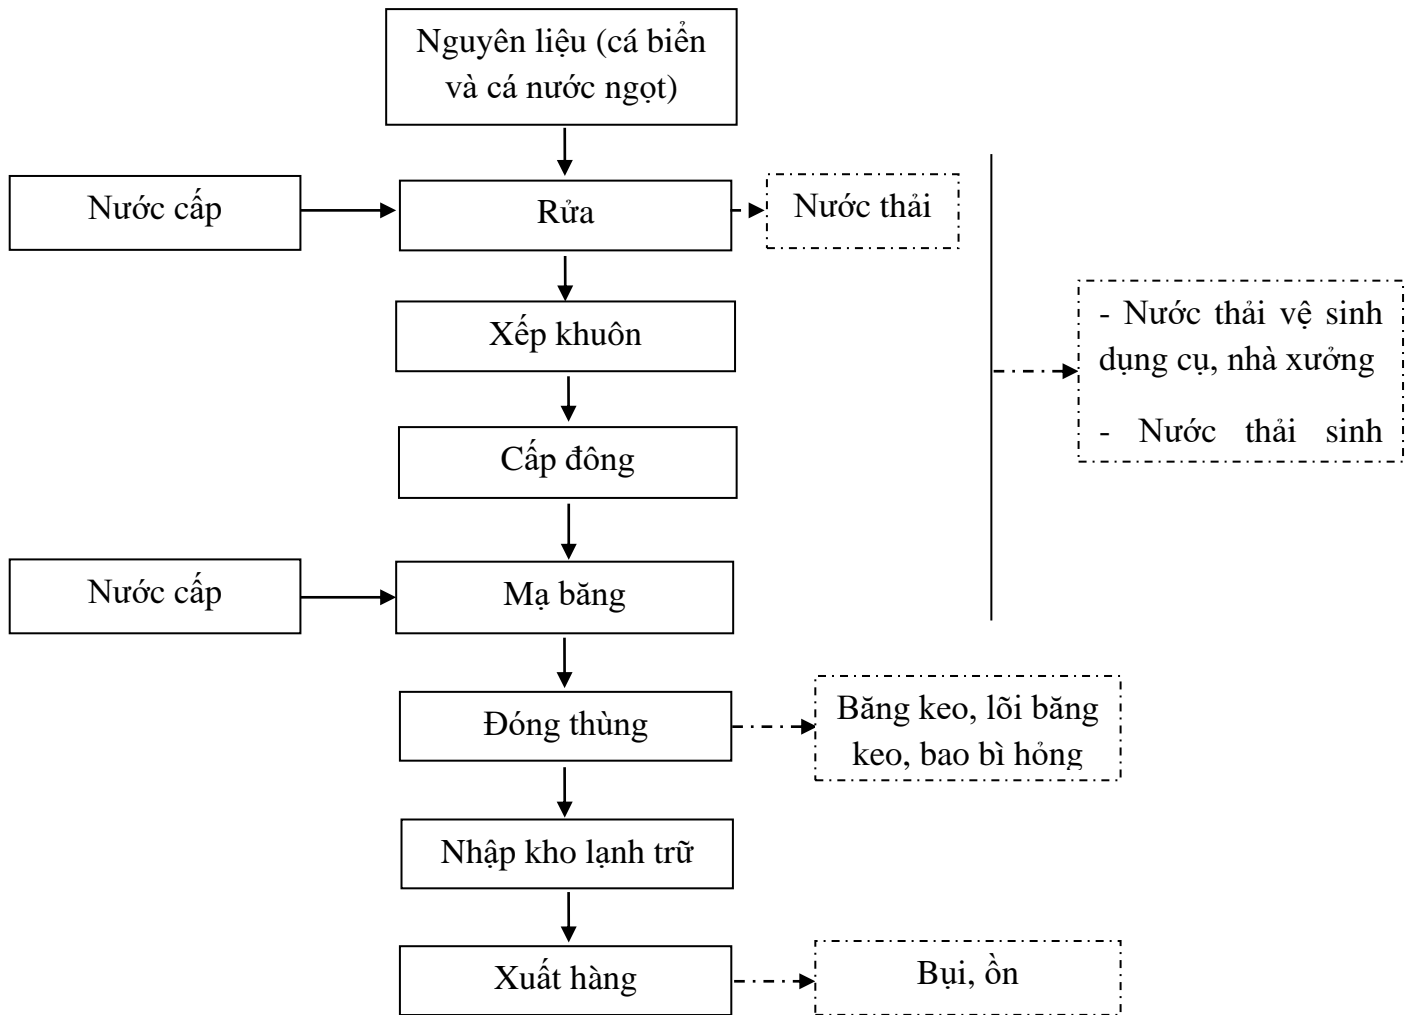 Nguyên liệu (cá biển
và cá nước ngọt)
Nước cấp
Rửa
Nước thải
Xếp khuôn
- Nước thải vệ sinh
dụng cụ, nhà xưởng
- Nước thải sinh
Cấp đông
Nước cấp
Mạ băng
Đóng thùng
Băng keo, lõi băng
keo, bao bì hỏng
Nhập kho lạnh trữ
Xuất hàng
Bụi, ồn